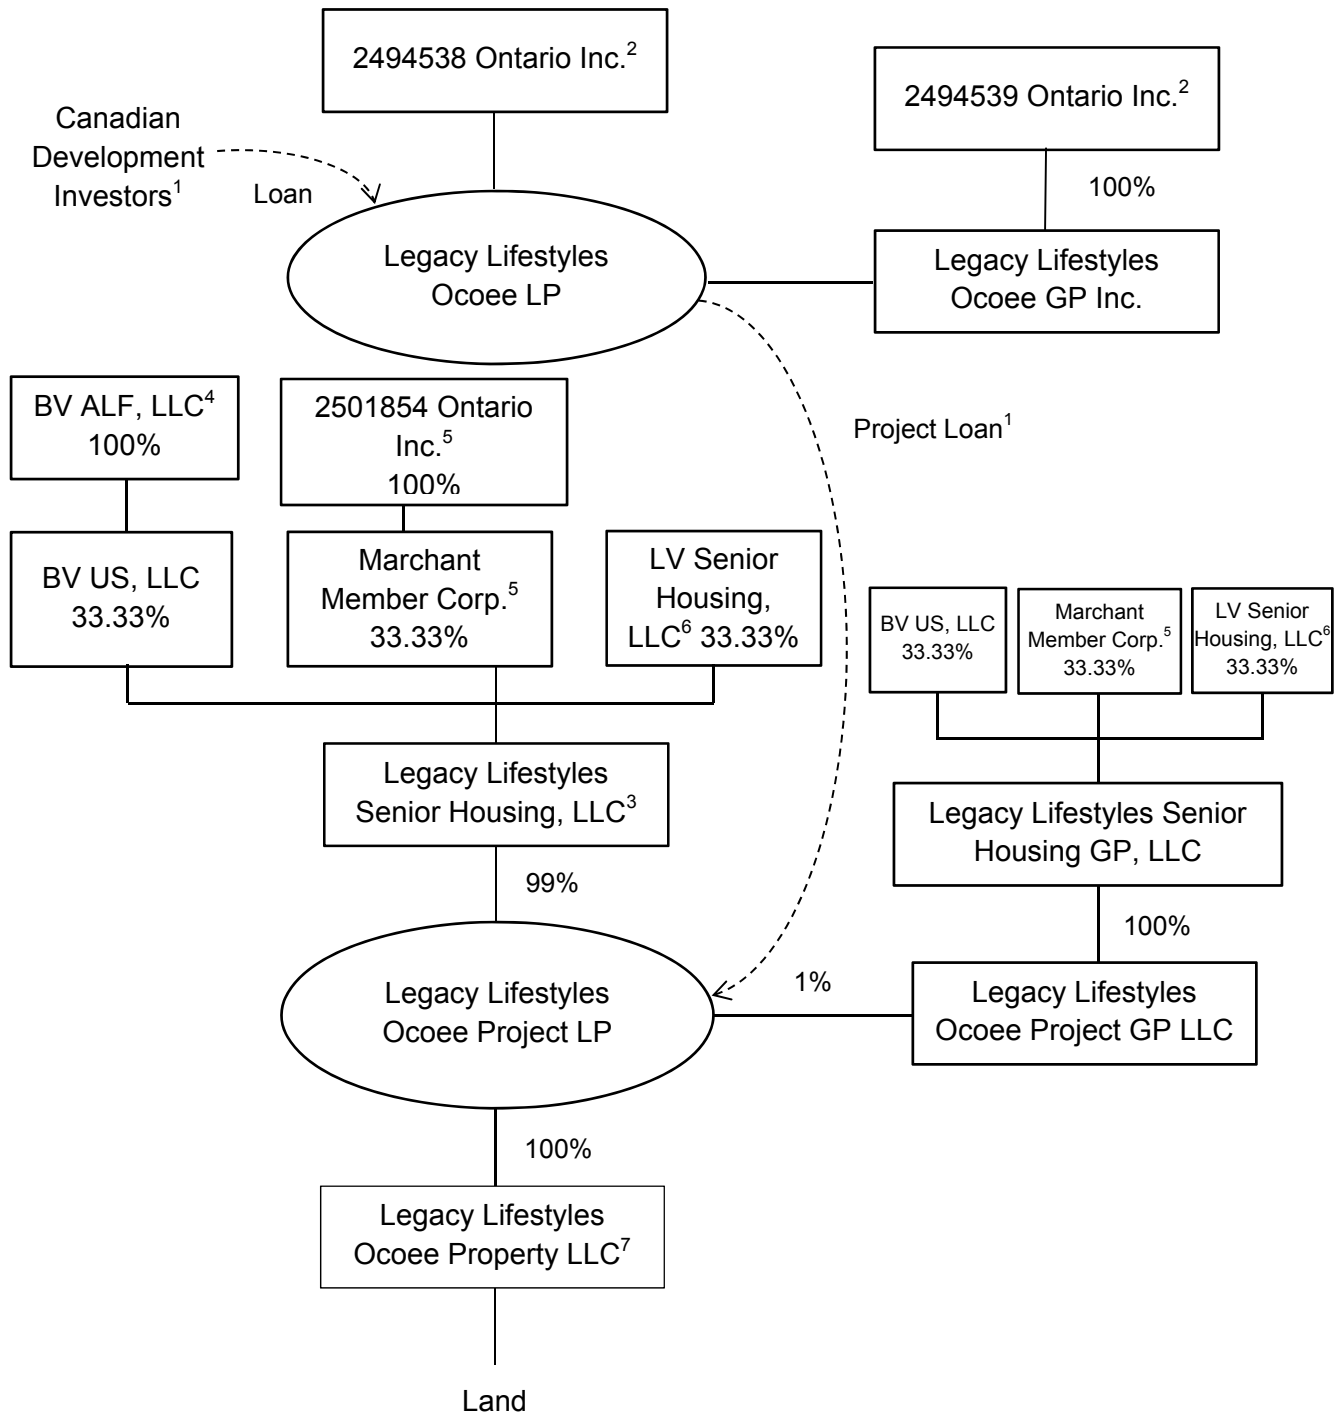 2494538 Ontario Inc.²
2494539 Ontario Inc.²
Canadian
Development
Investors¹
Loan
100%
Legacy Lifestyles
Ocoee LP
Legacy Lifestyles
Ocoee GP Inc.
BV ALF, LLC⁴
100%
2501854 Ontario
Inc.⁵
100%
Project Loan¹
BV US, LLC
33.33%
Marchant
Member Corp.⁵
33.33%
LV Senior
Housing,
LLC⁶ 33.33%
BV US, LLC
33.33%
Marchant
Member Corp.⁵
33.33%
LV Senior
Housing, LLC⁶
33.33%
Legacy Lifestyles
Senior Housing, LLC³
Legacy Lifestyles Senior
Housing GP, LLC
99%
100%
Legacy Lifestyles
Ocoee Project LP
1%
Legacy Lifestyles
Ocoee Project GP LLC
100%
Legacy Lifestyles
Ocoee Property LLC⁷
Land